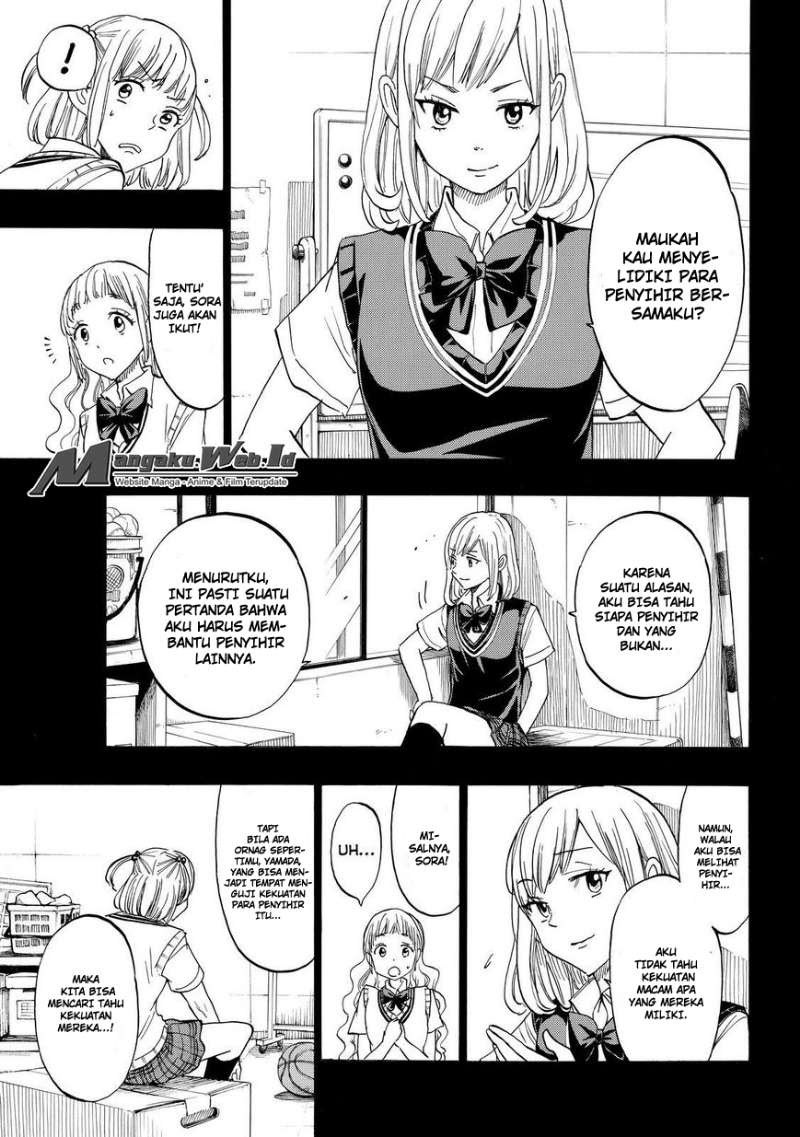 MAUKAH
KAU MENYE-
LIDIKI PARA
PENYIHIR BER-
SAMAKU?
!
TENTU'
SAJA, SORA
JUGA AKAN
IKUT!
Mangaku.Web.Id
Website Manga - Anime & Film Terupdate
KARENA
SUATU ALASAN,
AKU BISA TAHU
SIAPA PENYIHIR
DAN YANG
BUKAN...
MENURUTKU,
INI PASTI SUATU
PERTANDA BAHWA
AKU HARUS MEM-
BANTU PENYIHIR
LAINNYA.
NAMUN,
WALAU
AKU BISA
MELIHAT
PENYI-
HIR...
AKU
TIDAK TAHU
KEKUATAN
MACAM APA
YANG MEREKA
MILIKI.
MI-
SALNYA,
SORA!
UH...
TAPI
BILA ADA
ORNAG SEPER-
TIMU, YAMADA,
YANG BISA MEN-
JADI TEMPAT ME-
NGUJI KEKUATAN
PARA PENYIHIR
ITU...
MAKA
KITA BISA
MENCARI TAHU
KEKUATAN
MEREKA...!